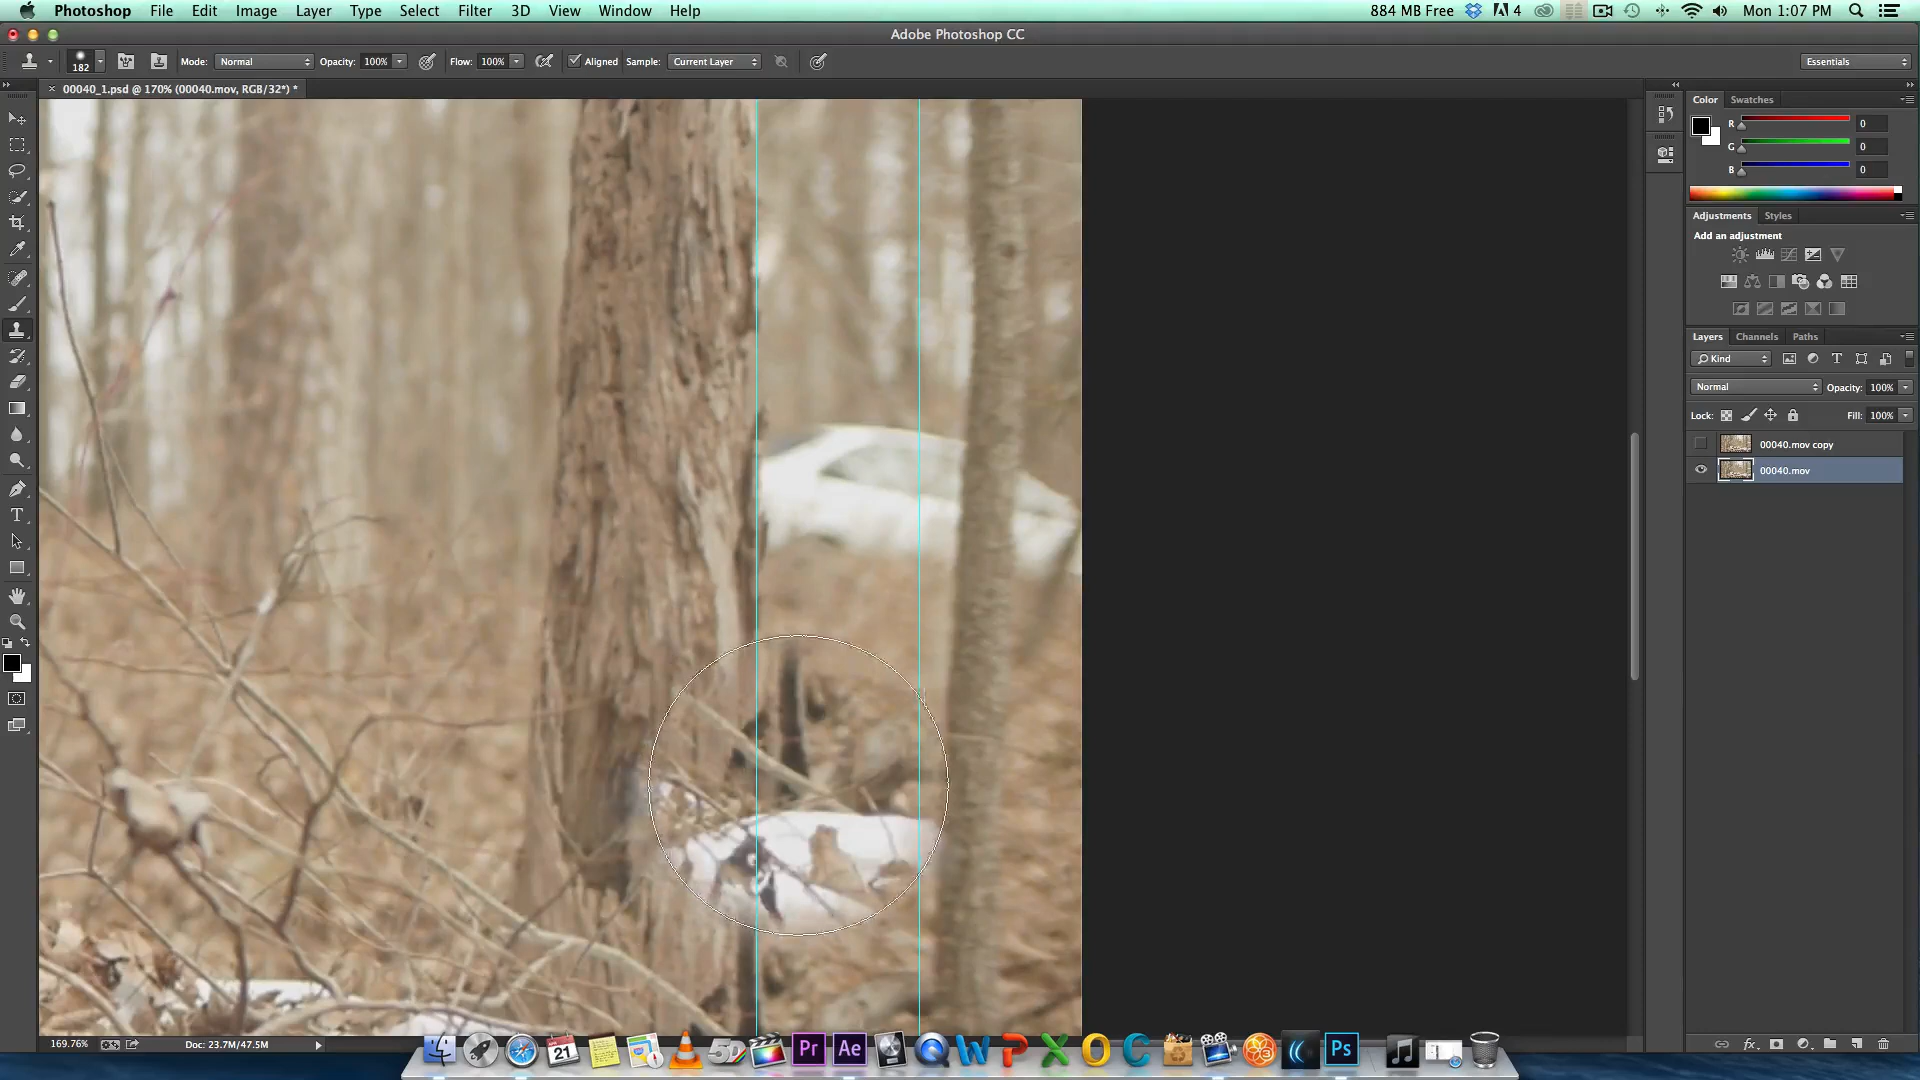 Photoshop File Edit Image Layer Type Select Filter 3D View Window Help 884 MB Free 4 Mon 1:07 PM
Adobe Photoshop CC
182 Mode: Normal Opacity: 100% Flow: 100% Aligned Sample: Current Layer Essentials
× 00040_1.psd @ 170% (00040.mov, RGB/32*) *
Color Swatches
R 0
G 0
B 0
Adjustments Styles
Add an adjustment
Layers Channels Paths
Kind T
Normal Opacity: 100%
Lock: Fill: 100%
00040.mov copy
00040.mov
T
169.76% Doc: 23.7M/47.5M
21 5D Pr Ae W P X O C 3 Ps
fx